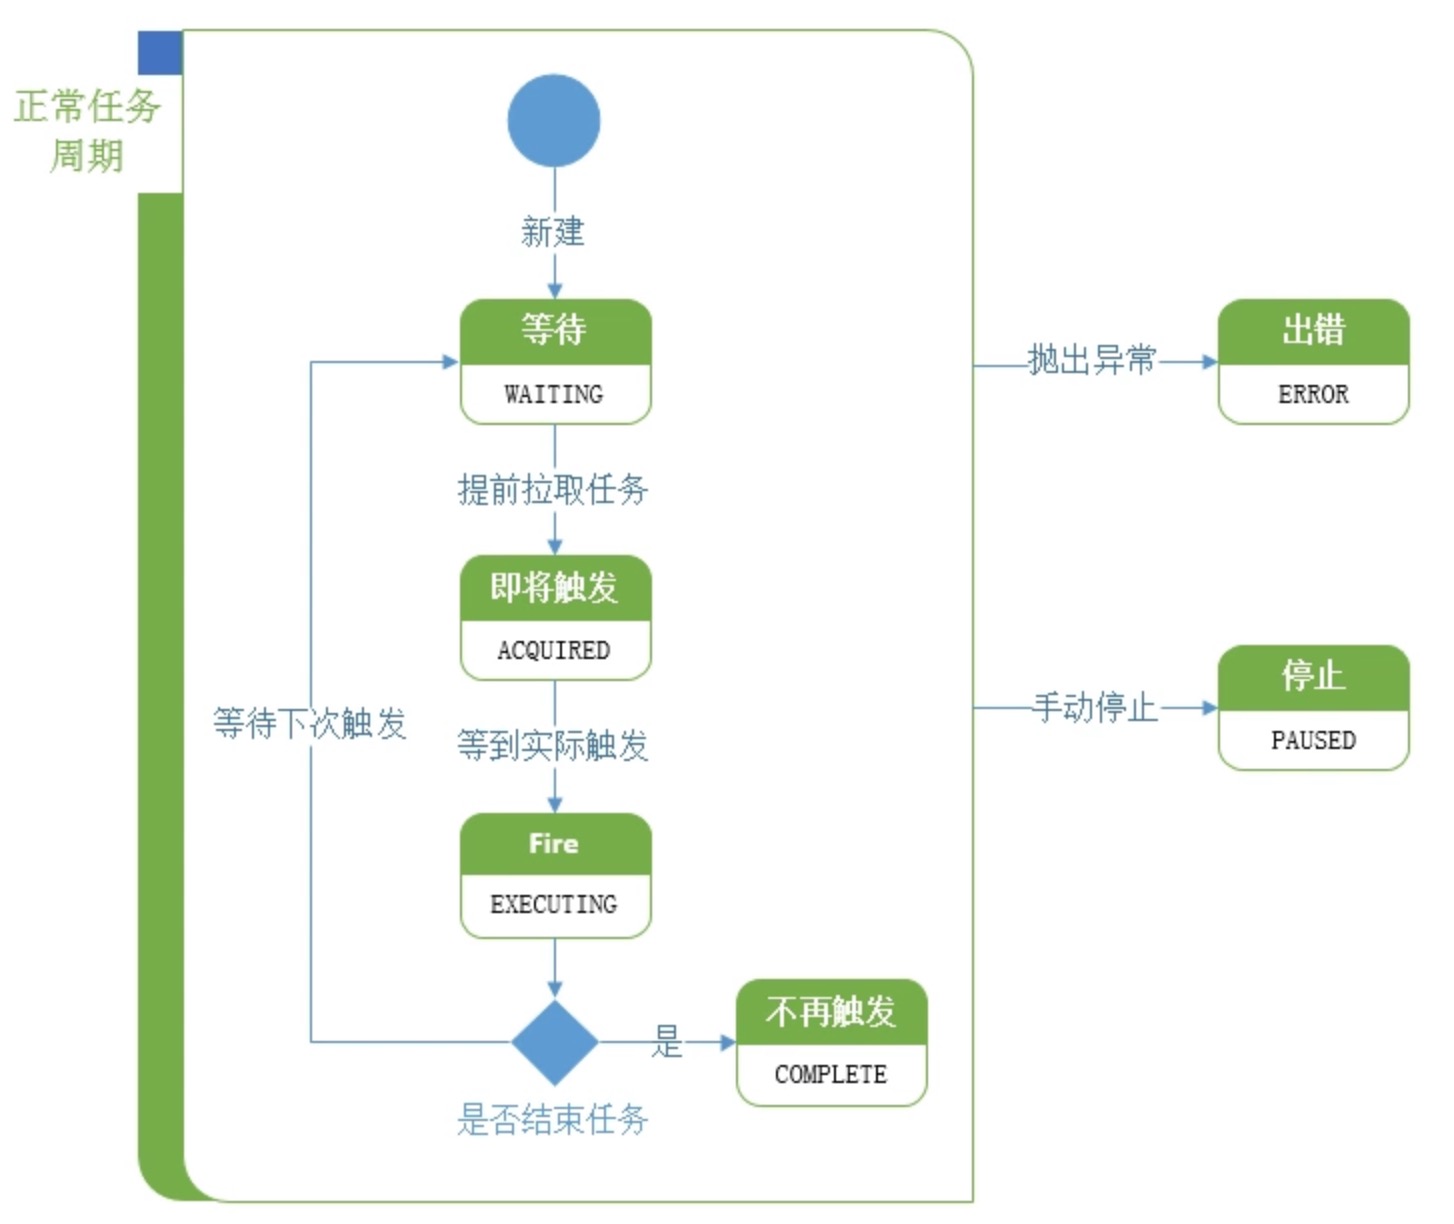 正常任务
周期
新建
等待
WAITING
提前拉取任务
即将触发
ACQUIRED
等待下次触发
等到实际触发
Fire
EXECUTING
是
不再触发
COMPLETE
是否结束任务
抛出异常
出错
ERROR
手动停止
停止
PAUSED